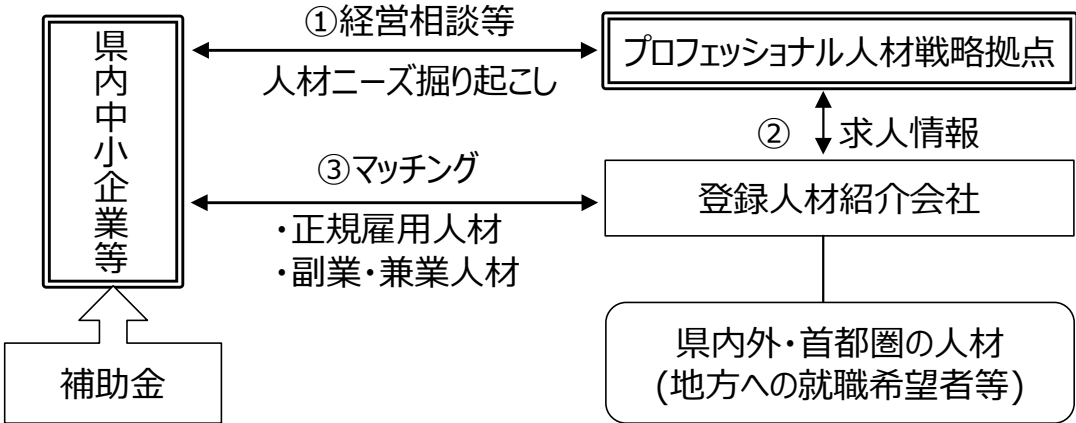 県内中小企業等
①経営相談等
人材ニーズ掘り起こし
プロフェッショナル人材戦略拠点
② 求人情報
③マッチング
・正規雇用人材
・副業・兼業人材
登録人材紹介会社
補助金
県内外・首都圏の人材
(地方への就職希望者等)